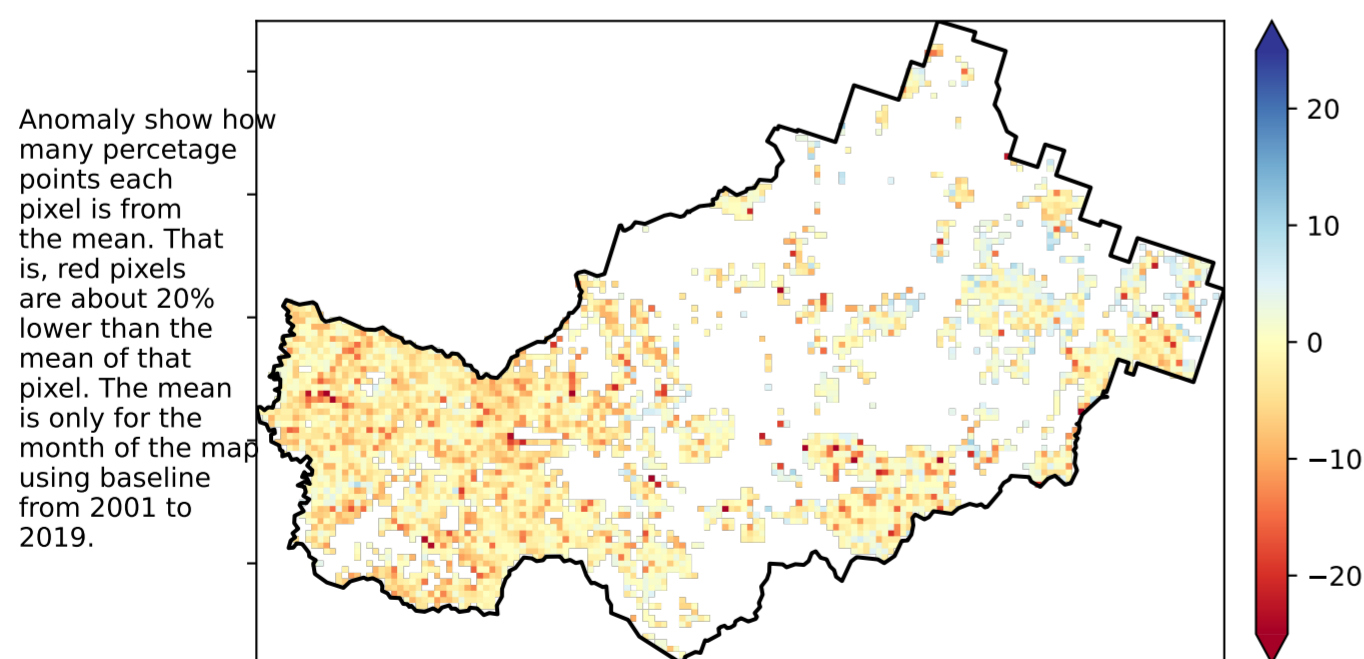 Anomaly show how
many percetage
points each
pixel is from
the mean. That
is, red pixels
are about 20%
lower than the
mean of that
pixel. The mean
is only for the
month of the map
using baseline
from 2001 to
2019.
20
10
0
−10
−20